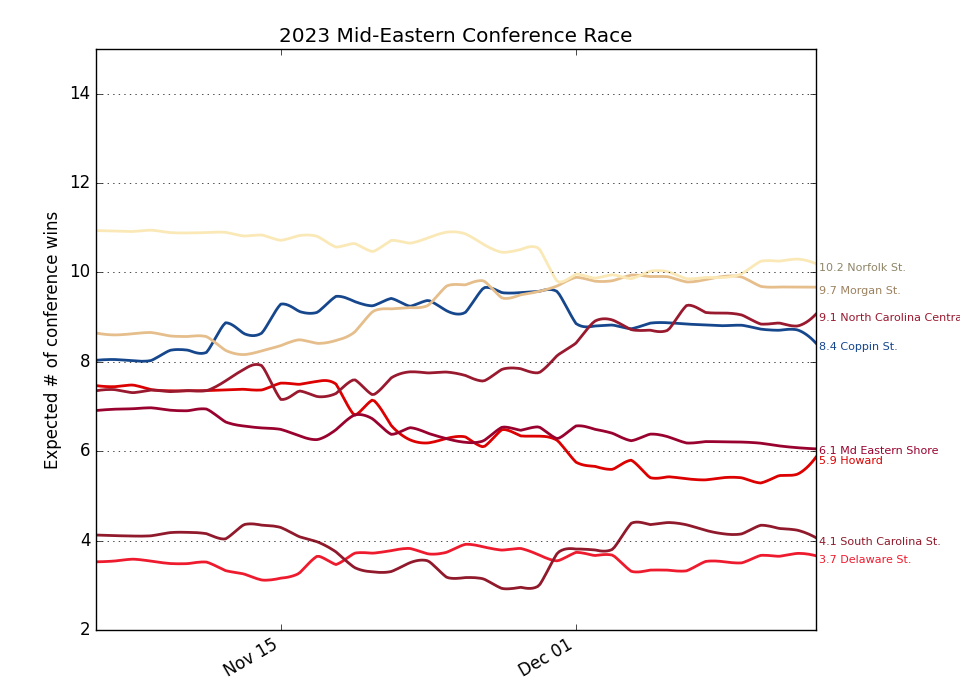 2023 Mid-Eastern Conference Race
Expected # of conference wins
14
12
10
8
6
4
2
Nov 15
Dec 01
10.2 Norfolk St.
9.7 Morgan St.
9.1 North Carolina Centra
8.4 Coppin St.
6.1 Md Eastern Shore
5.9 Howard
4.1 South Carolina St.
3.7 Delaware St.